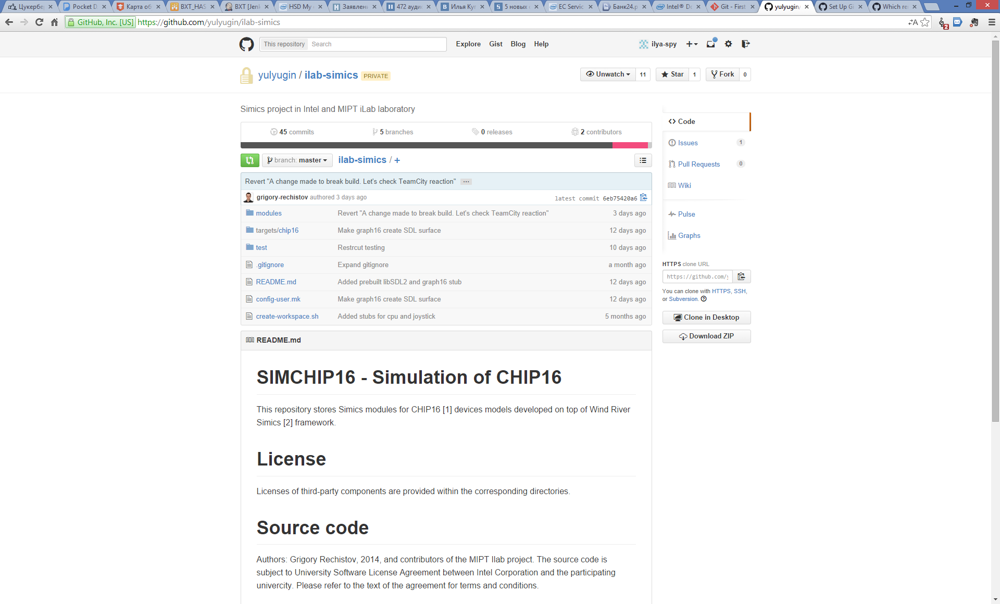 Цукербе
Pocket D
Карта об
BXT_HAS
BXT [Jen
HSD My
Заявлени
472 ауди
Илья Ку
5 новых
EC Servic
Банк24.р
Intel® Do
Git - First
yulyugin/
Set Up Gi
Which re
GitHub, Inc. [US] https://github.com/yulyugin/ilab-simics
2
This repository Search
Explore Gist Blog Help
ilya-spy
yulyugin / ilab-simics PRIVATE
Unwatch 11
Star 1
Fork 0
Simics project in Intel and MIPT iLab laboratory
45 commits 5 branches 0 releases 2 contributors
branch: master ilab-simics / +
Revert "A change made to break build. Let's check TeamCity reaction" ...
grigory-rechistov authored 3 days ago latest commit 6eb75420a6
modules Revert "A change made to break build. Let's check TeamCity reaction" 3 days ago
targets/chip16 Make graph16 create SDL surface 12 days ago
test Restrcut testing 10 days ago
.gitignore Expand gitignore a month ago
README.md Added prebuilt libSDL2 and graph16 stub 12 days ago
config-user.mk Make graph16 create SDL surface 12 days ago
create-workspace.sh Added stubs for cpu and joystick 5 months ago
Code
Issues 1
Pull Requests 0
Wiki
Pulse
Graphs
HTTPS clone URL
https://github.com/y
You can clone with HTTPS, SSH,
or Subversion.
Clone in Desktop
Download ZIP
README.md
SIMCHIP16 - Simulation of CHIP16
This repository stores Simics modules for CHIP16 [1] devices models developed on top of Wind River
Simics [2] framework.
License
Licenses of third-party components are provided within the corresponding directories.
Source code
Authors: Grigory Rechistov, 2014, and contributors of the MIPT Ilab project. The source code is
subject to University Software License Agreement between Intel Corporation and the participating
univercity. Please refer to the text of the agreement for terms and conditions.